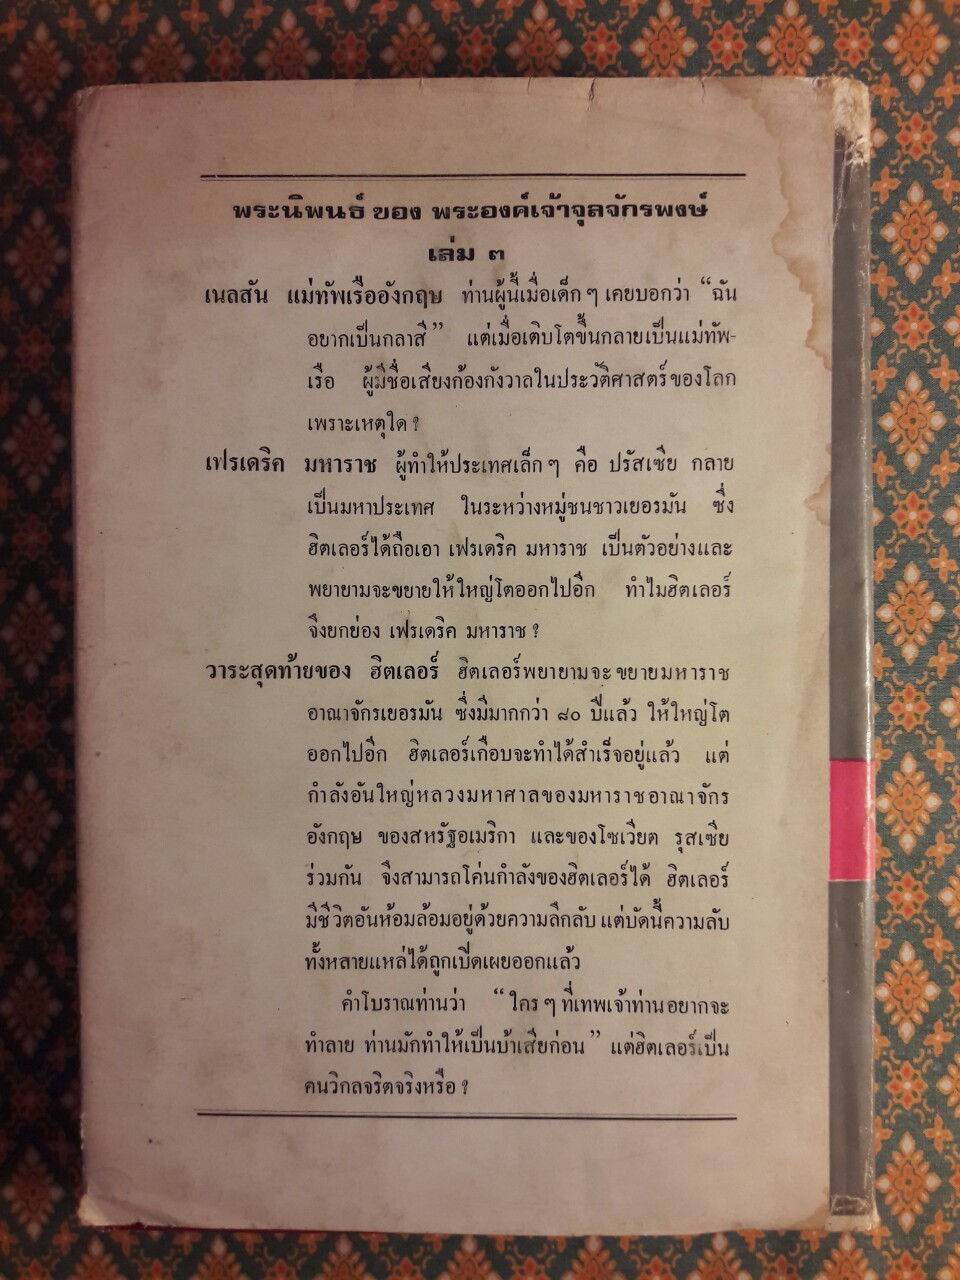 พระนิพนธ์ ของ พระองค์เจ้าจุลจักรพงษ์
เล่ม ๓
เนลสัน แม่ทัพเรืออังกฤษ ท่านผู้นี้เมื่อเด็ก ๆ เคยบอกว่า “ฉัน
อยากเป็นกลาสี” แต่เมื่อเติบโตขึ้นกลายเป็นแม่ทัพ-
เรือ ผู้มีชื่อเสียงก้องกังวาลในประวัติศาสตร์ของโลก
เพราะเหตุใด ?
เฟรเดริค มหาราช ผู้ทำให้ประเทศเล็ก ๆ คือ ปรัสเซีย กลาย
เป็นมหาประเทศ ในระหว่างหมู่ชนชาวเยอรมัน ซึ่ง
ฮิตเลอร์ได้ถือเอา เฟรเดริค มหาราช เป็นตัวอย่างและ
พยายามจะขยายให้ใหญ่โตออกไปอีก ทำไมฮิตเลอร์
จึงยกย่อง เฟรเดริค มหาราช ?
วาระสุดท้ายของ ฮิตเลอร์ ฮิตเลอร์พยายามจะขยายมหาราช
อาณาจักรเยอรมัน ซึ่งมีมากกว่า ๘๐ ปีแล้ว ให้ใหญ่โต
ออกไปอีก ฮิตเลอร์เกือบจะทำได้สำเร็จอยู่แล้ว แต่
กำลังอันใหญ่หลวงมหาศาลของมหาราชอาณาจักร
อังกฤษ ของสหรัฐอเมริกา และของโซเวียต รุสเซีย
ร่วมกัน จึงสามารถโค่นกำลังของฮิตเลอร์ได้ ฮิตเลอร์
มีชีวิตอันห้อมล้อมอยู่ด้วยความลึกลับ แต่บัดนี้ความลับ
ทั้งหลายแหล่ได้ถูกเปิดเผยออกแล้ว
คำโบราณท่านว่า “ใคร ๆ ที่เทพเจ้าท่านอยากจะ
ทำลาย ท่านมักทำให้เป็นบ้าเสียก่อน” แต่ฮิตเลอร์เป็น
คนวิกลจริตจริงหรือ ?